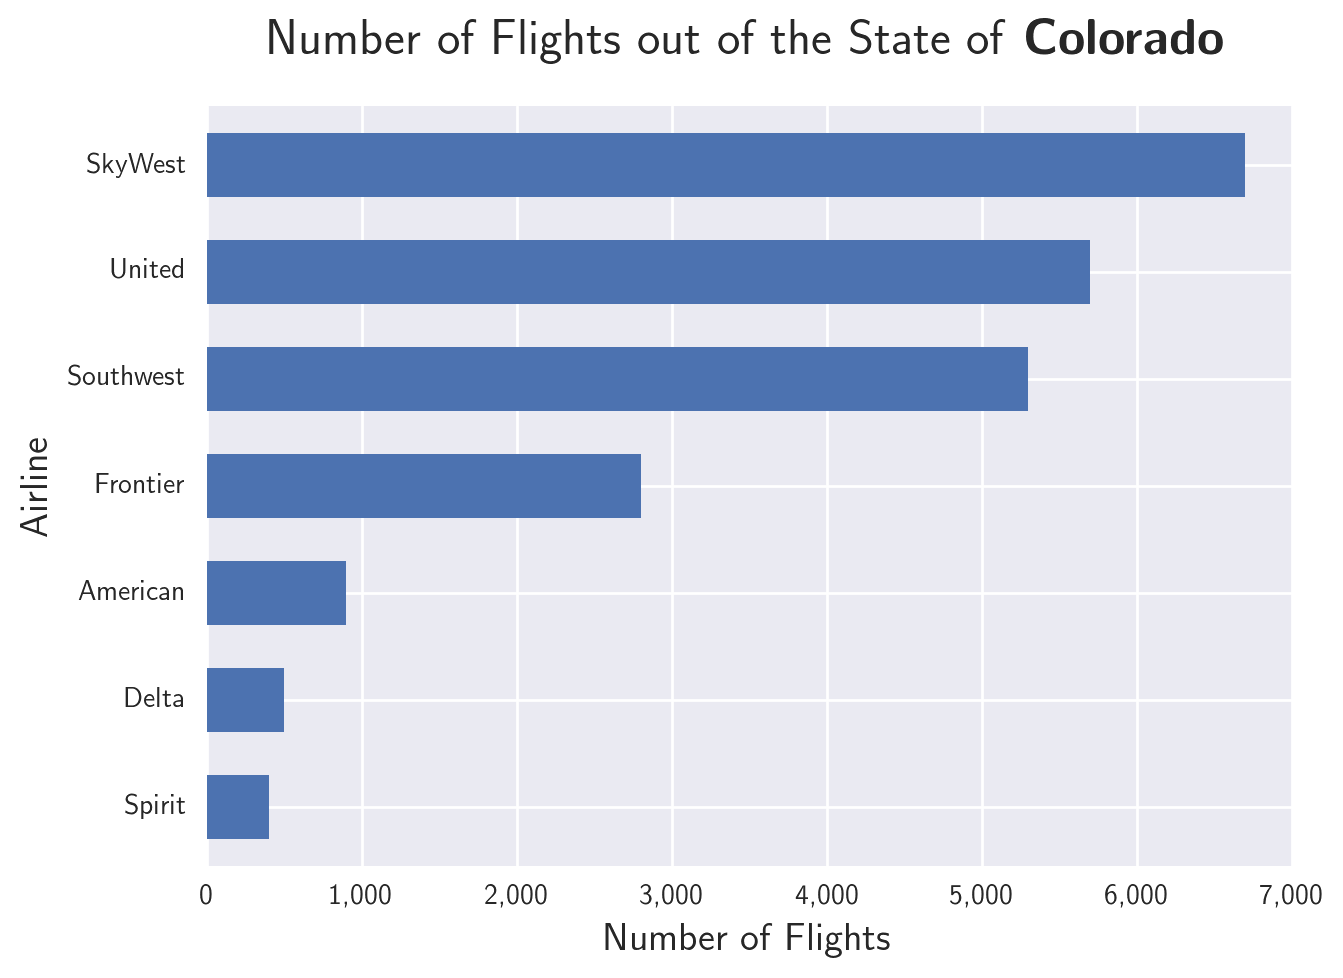 Number of Flights out of the State of Colorado
SkyWest
United
Southwest
Frontier
American
Delta
Spirit
Airline
0 1,000 2,000 3,000 4,000 5,000 6,000 7,000
Number of Flights